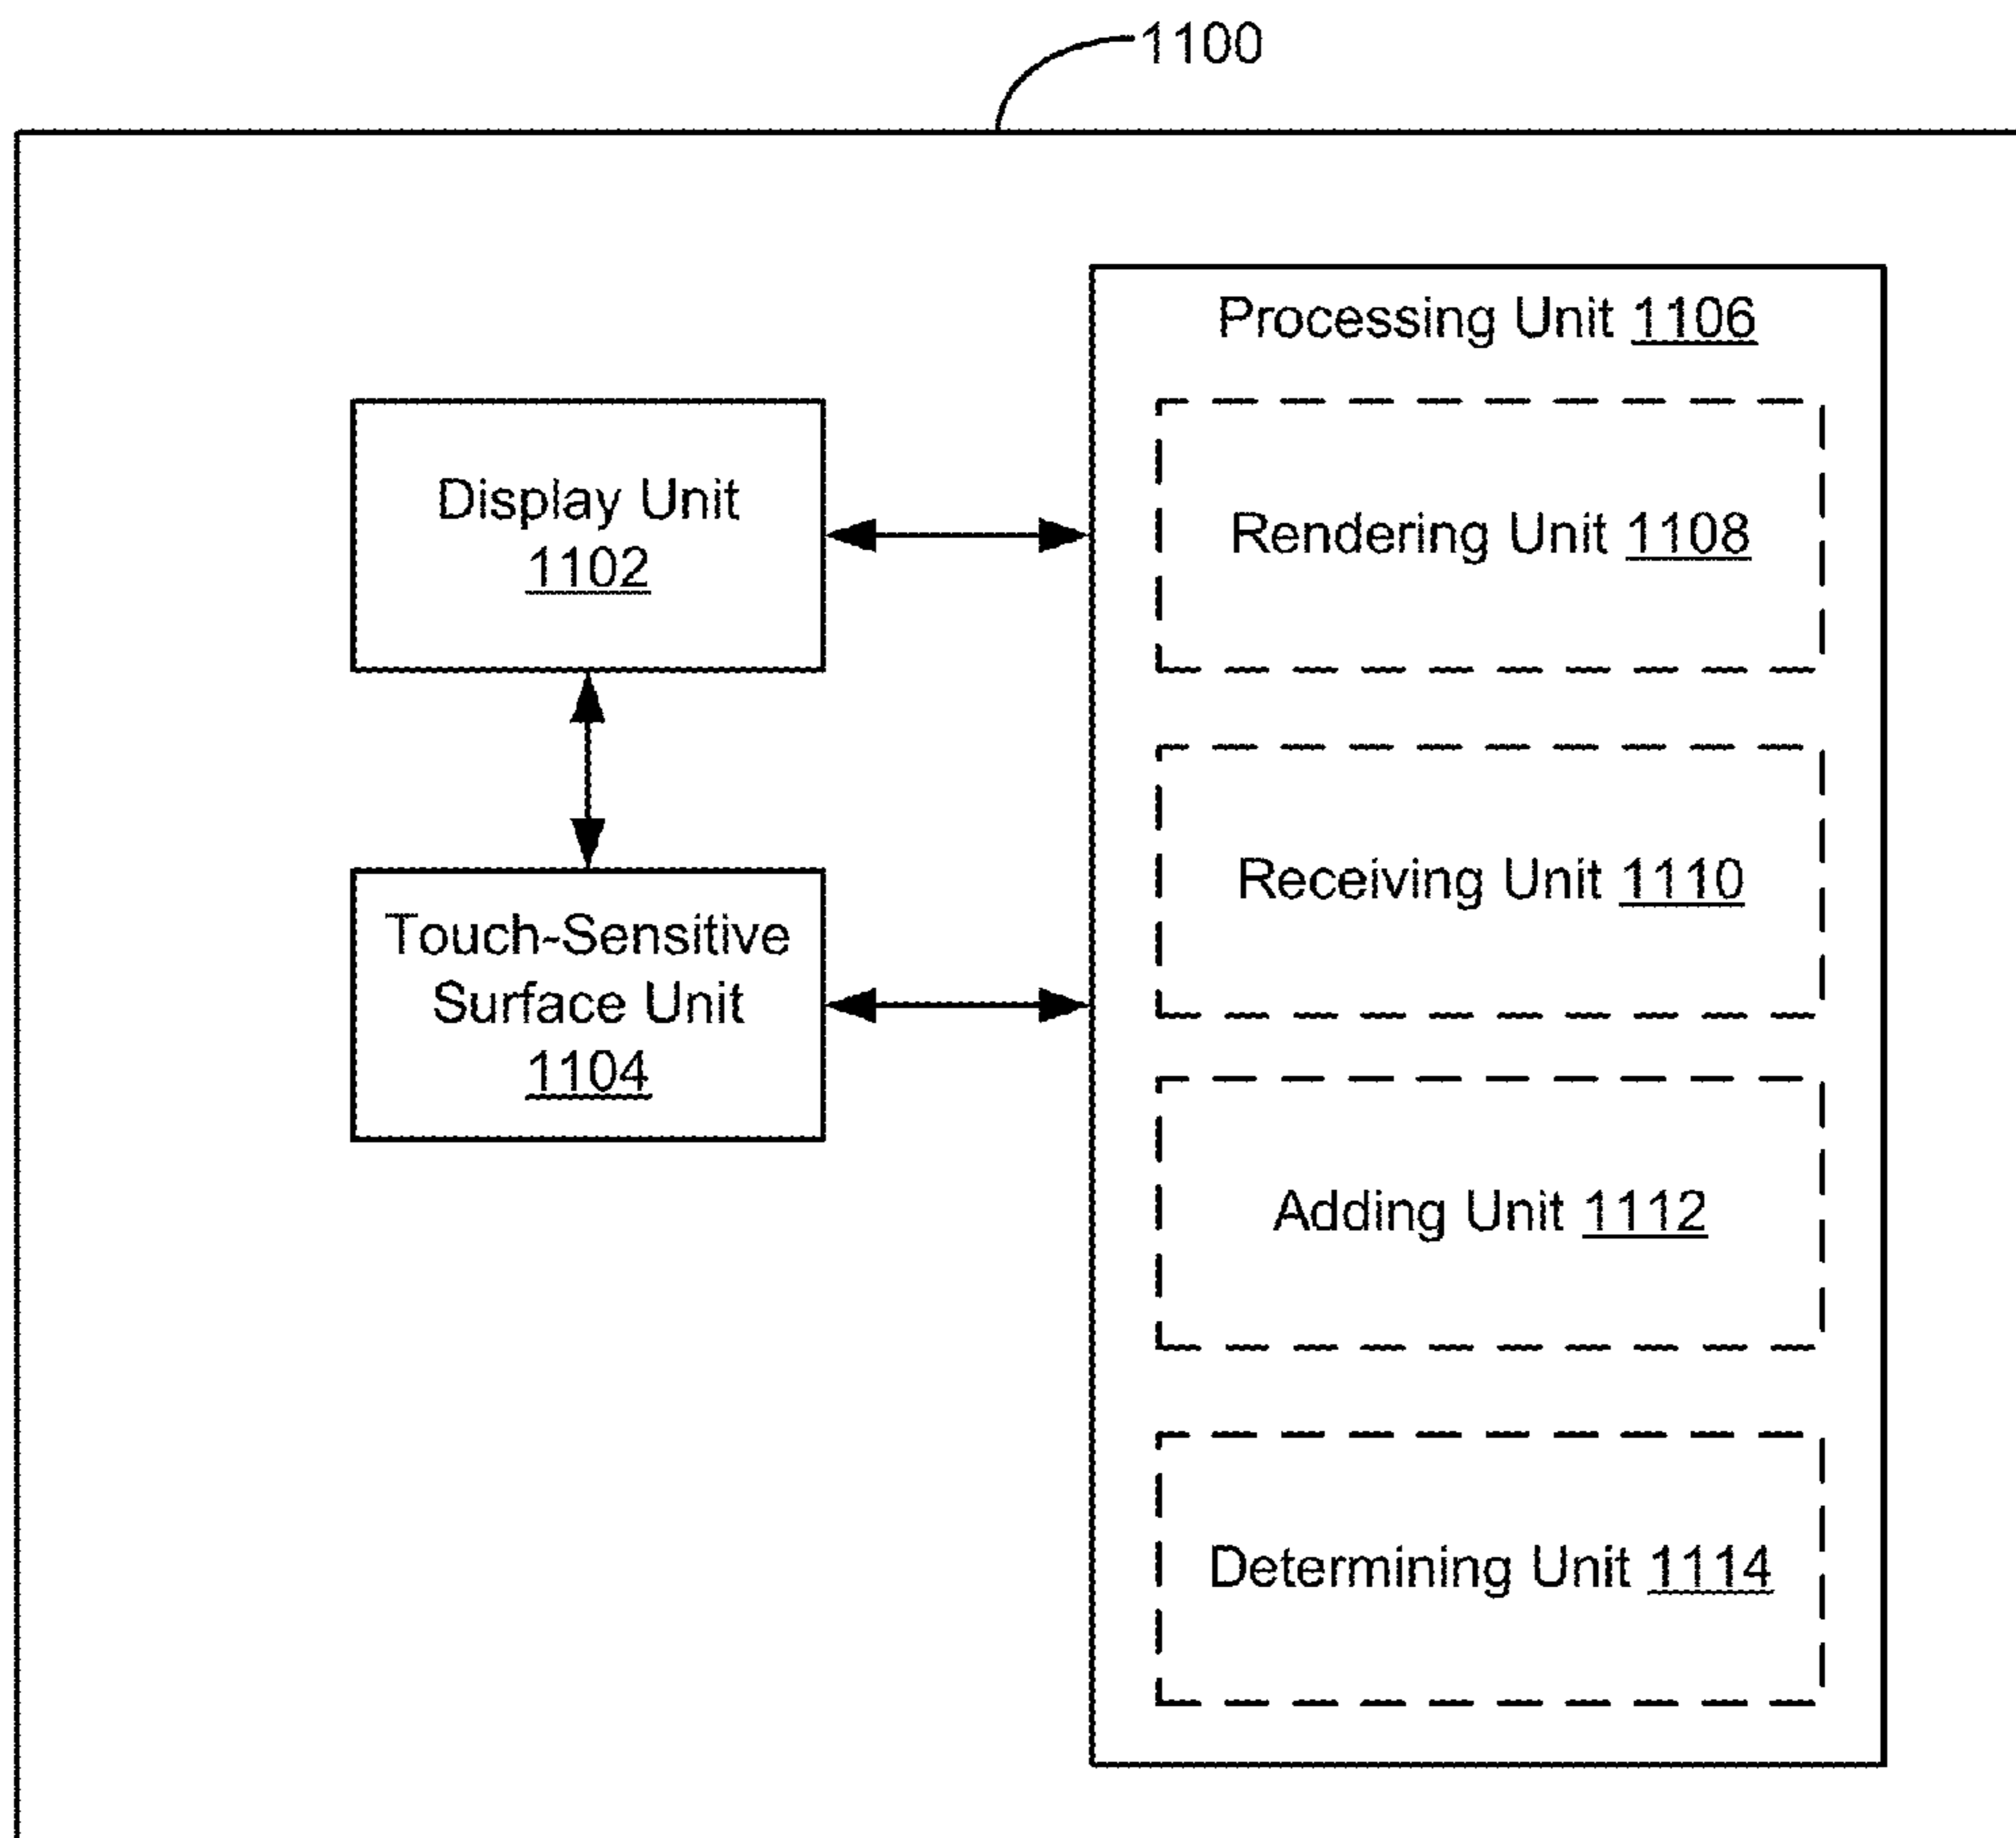 1100
Processing Unit 1106
Display Unit
1102
Rendering Unit 1108
Receiving Unit 1110
Touch-Sensitive
Surface Unit
1104
Adding Unit 1112
Determining Unit 1114